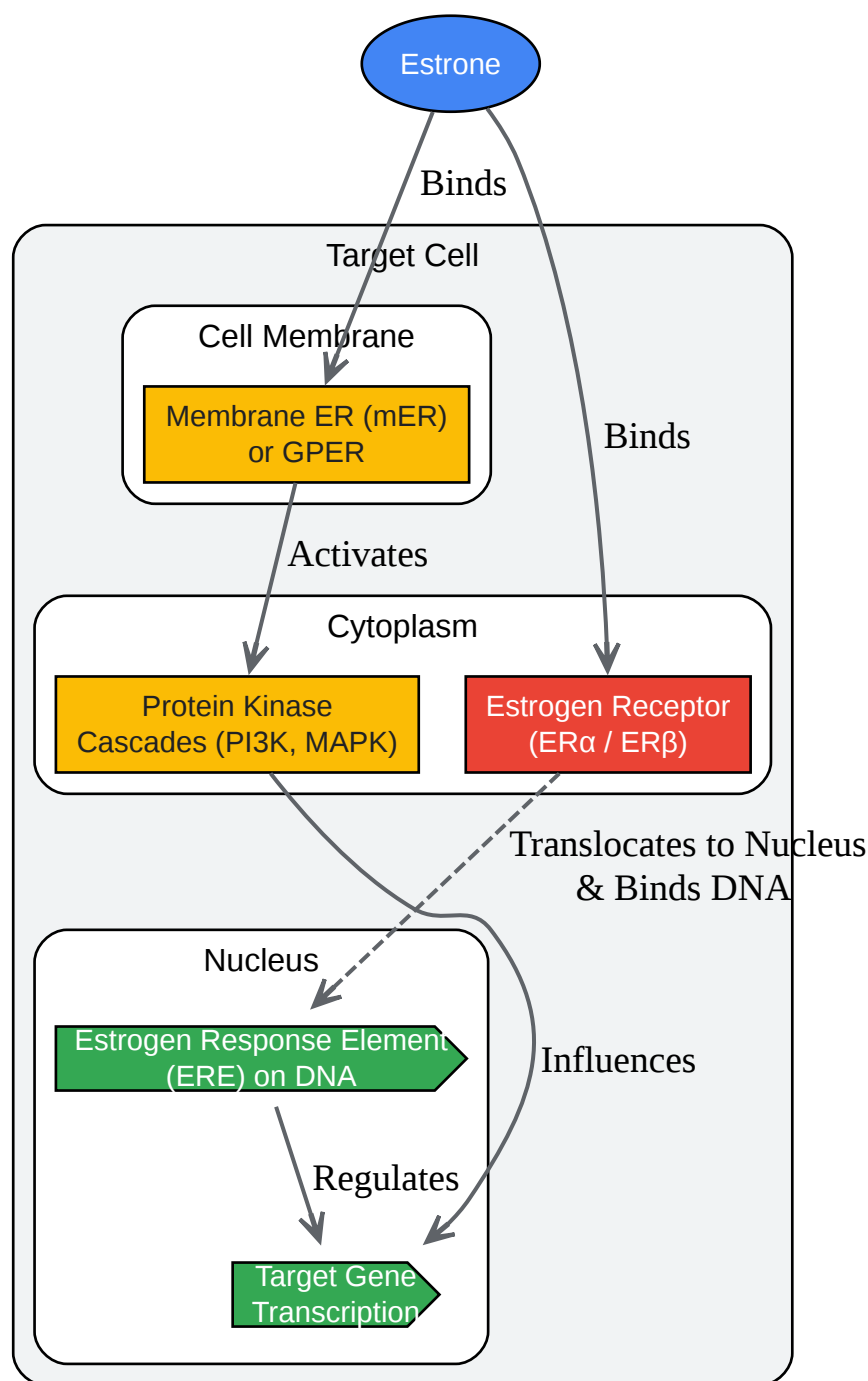 Estrone
Binds
Target Cell
Cell Membrane
Membrane ER (mER)
or GPER
Binds
Activates
Cytoplasm
Protein Kinase
Cascades (PI3K, MAPK)
Estrogen Receptor
(ERα / ERβ)
Translocates to Nucleus
& Binds DNA
Nucleus
Estrogen Response Element
(ERE) on DNA
Influences
Regulates
Target Gene
Transcription